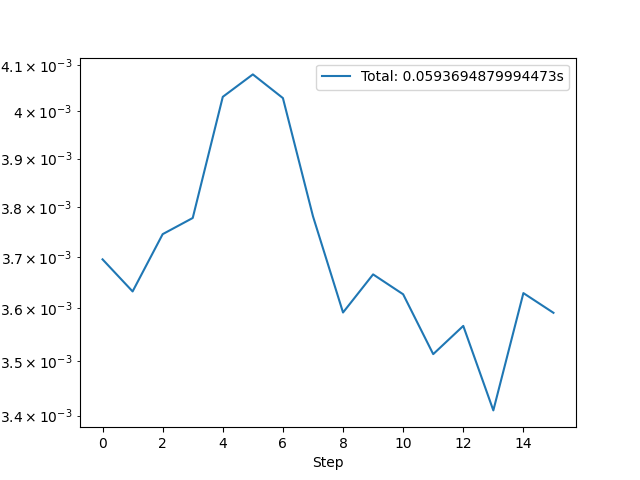 Total: 0.0593694879994473s
4.1 × 10⁻³
4 × 10⁻³
3.9 × 10⁻³
3.8 × 10⁻³
3.7 × 10⁻³
3.6 × 10⁻³
3.5 × 10⁻³
3.4 × 10⁻³
0 2 4 6 8 10 12 14
Step